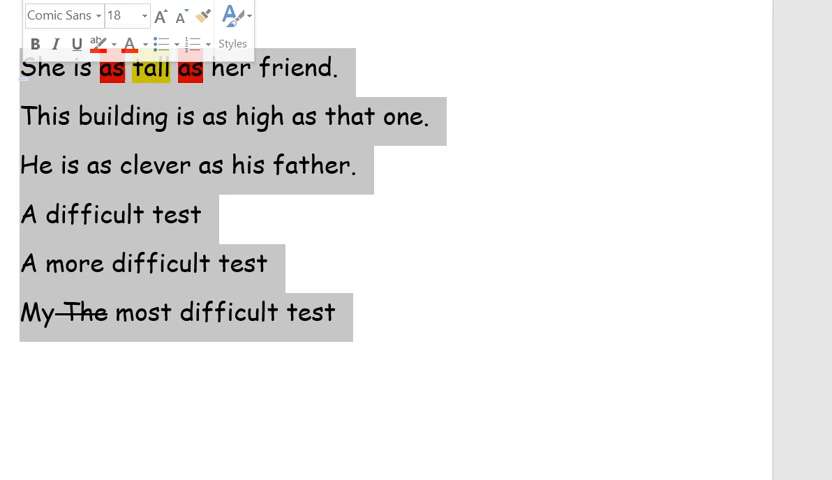 Comic Sans 18 A A A
B I U ab A Styles
She is as tall as her friend.
This building is as high as that one.
He is as clever as his father.
A difficult test
A more difficult test
My The most difficult test